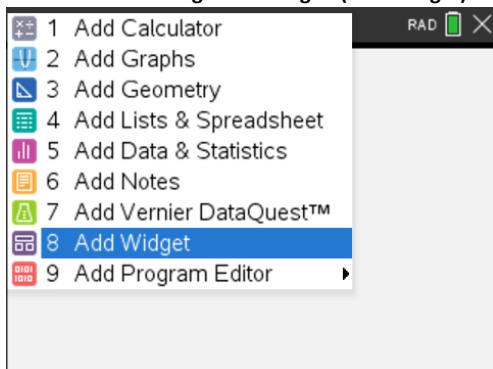 RAD
1 Add Calculator
2 Add Graphs
3 Add Geometry
4 Add Lists & Spreadsheet
5 Add Data & Statistics
6 Add Notes
7 Add Vernier DataQuest™
8 Add Widget
9 Add Program Editor